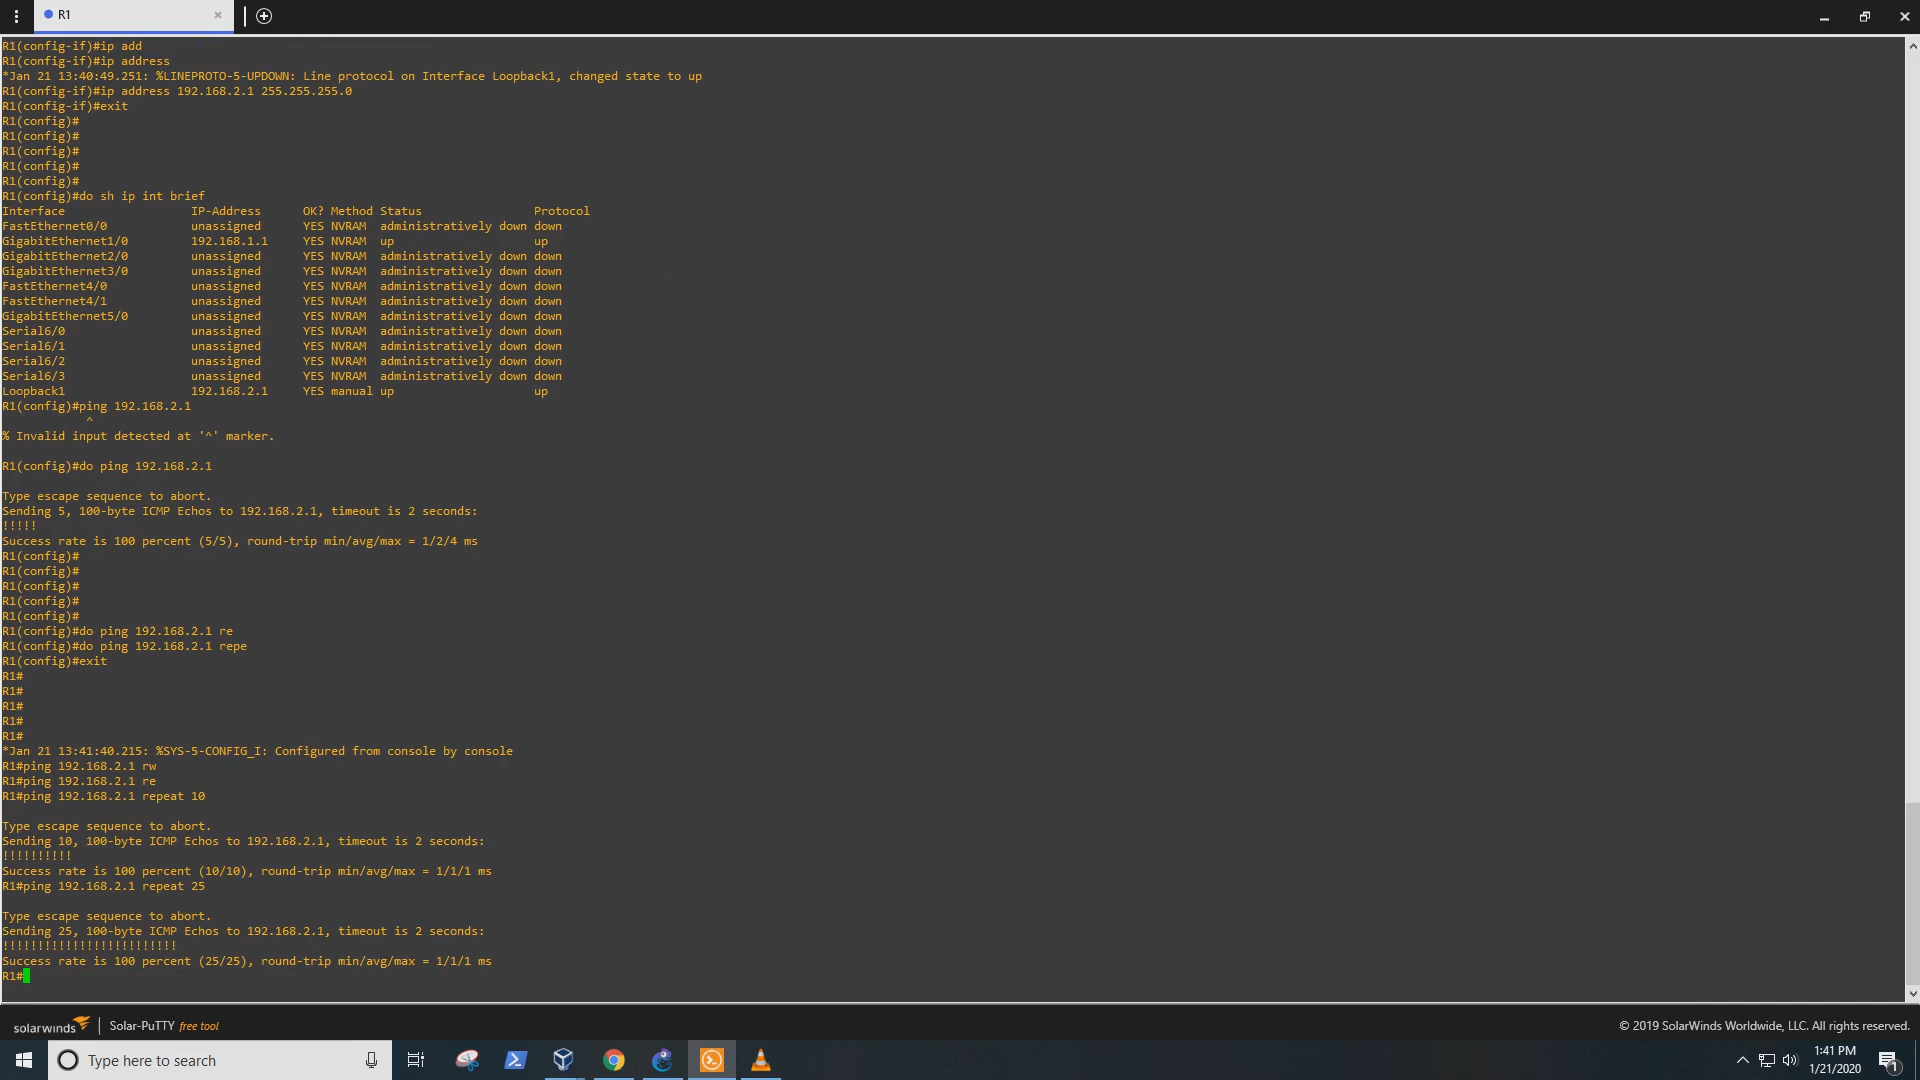 R1
R1(config-if)#ip add
R1(config-if)#ip address
*Jan 21 13:40:49.251: %LINEPROTO-5-UPDOWN: Line protocol on Interface Loopback1, changed state to up
R1(config-if)#ip address 192.168.2.1 255.255.255.0
R1(config-if)#exit
R1(config)#
R1(config)#
R1(config)#
R1(config)#
R1(config)#
R1(config)#do sh ip int brief
Interface                  IP-Address      OK? Method Status                Protocol
FastEthernet0/0            unassigned      YES NVRAM  administratively down down
GigabitEthernet1/0         192.168.1.1     YES NVRAM  up                    up
GigabitEthernet2/0         unassigned      YES NVRAM  administratively down down
GigabitEthernet3/0         unassigned      YES NVRAM  administratively down down
FastEthernet4/0            unassigned      YES NVRAM  administratively down down
FastEthernet4/1            unassigned      YES NVRAM  administratively down down
GigabitEthernet5/0         unassigned      YES NVRAM  administratively down down
Serial6/0                  unassigned      YES NVRAM  administratively down down
Serial6/1                  unassigned      YES NVRAM  administratively down down
Serial6/2                  unassigned      YES NVRAM  administratively down down
Serial6/3                  unassigned      YES NVRAM  administratively down down
Loopback1                  192.168.2.1     YES manual up                    up
R1(config)#ping 192.168.2.1
^
% Invalid input detected at '^' marker.
R1(config)#do ping 192.168.2.1
Type escape sequence to abort.
Sending 5, 100-byte ICMP Echos to 192.168.2.1, timeout is 2 seconds:
!!!!!
Success rate is 100 percent (5/5), round-trip min/avg/max = 1/2/4 ms
R1(config)#
R1(config)#
R1(config)#
R1(config)#
R1(config)#
R1(config)#do ping 192.168.2.1 re
R1(config)#do ping 192.168.2.1 repe
R1(config)#exit
R1#
R1#
R1#
R1#
R1#
*Jan 21 13:41:40.215: %SYS-5-CONFIG_I: Configured from console by console
R1#ping 192.168.2.1 rw
R1#ping 192.168.2.1 re
R1#ping 192.168.2.1 repeat 10
Type escape sequence to abort.
Sending 10, 100-byte ICMP Echos to 192.168.2.1, timeout is 2 seconds:
!!!!!!!!!!
Success rate is 100 percent (10/10), round-trip min/avg/max = 1/1/1 ms
R1#ping 192.168.2.1 repeat 25
Type escape sequence to abort.
Sending 25, 100-byte ICMP Echos to 192.168.2.1, timeout is 2 seconds:
!!!!!!!!!!!!!!!!!!!!!!!!!
Success rate is 100 percent (25/25), round-trip min/avg/max = 1/1/1 ms
R1#
solarwinds | Solar-PuTTY free tool
© 2019 SolarWinds Worldwide, LLC. All rights reserved.
Type here to search
1:41 PM
1/21/2020
1